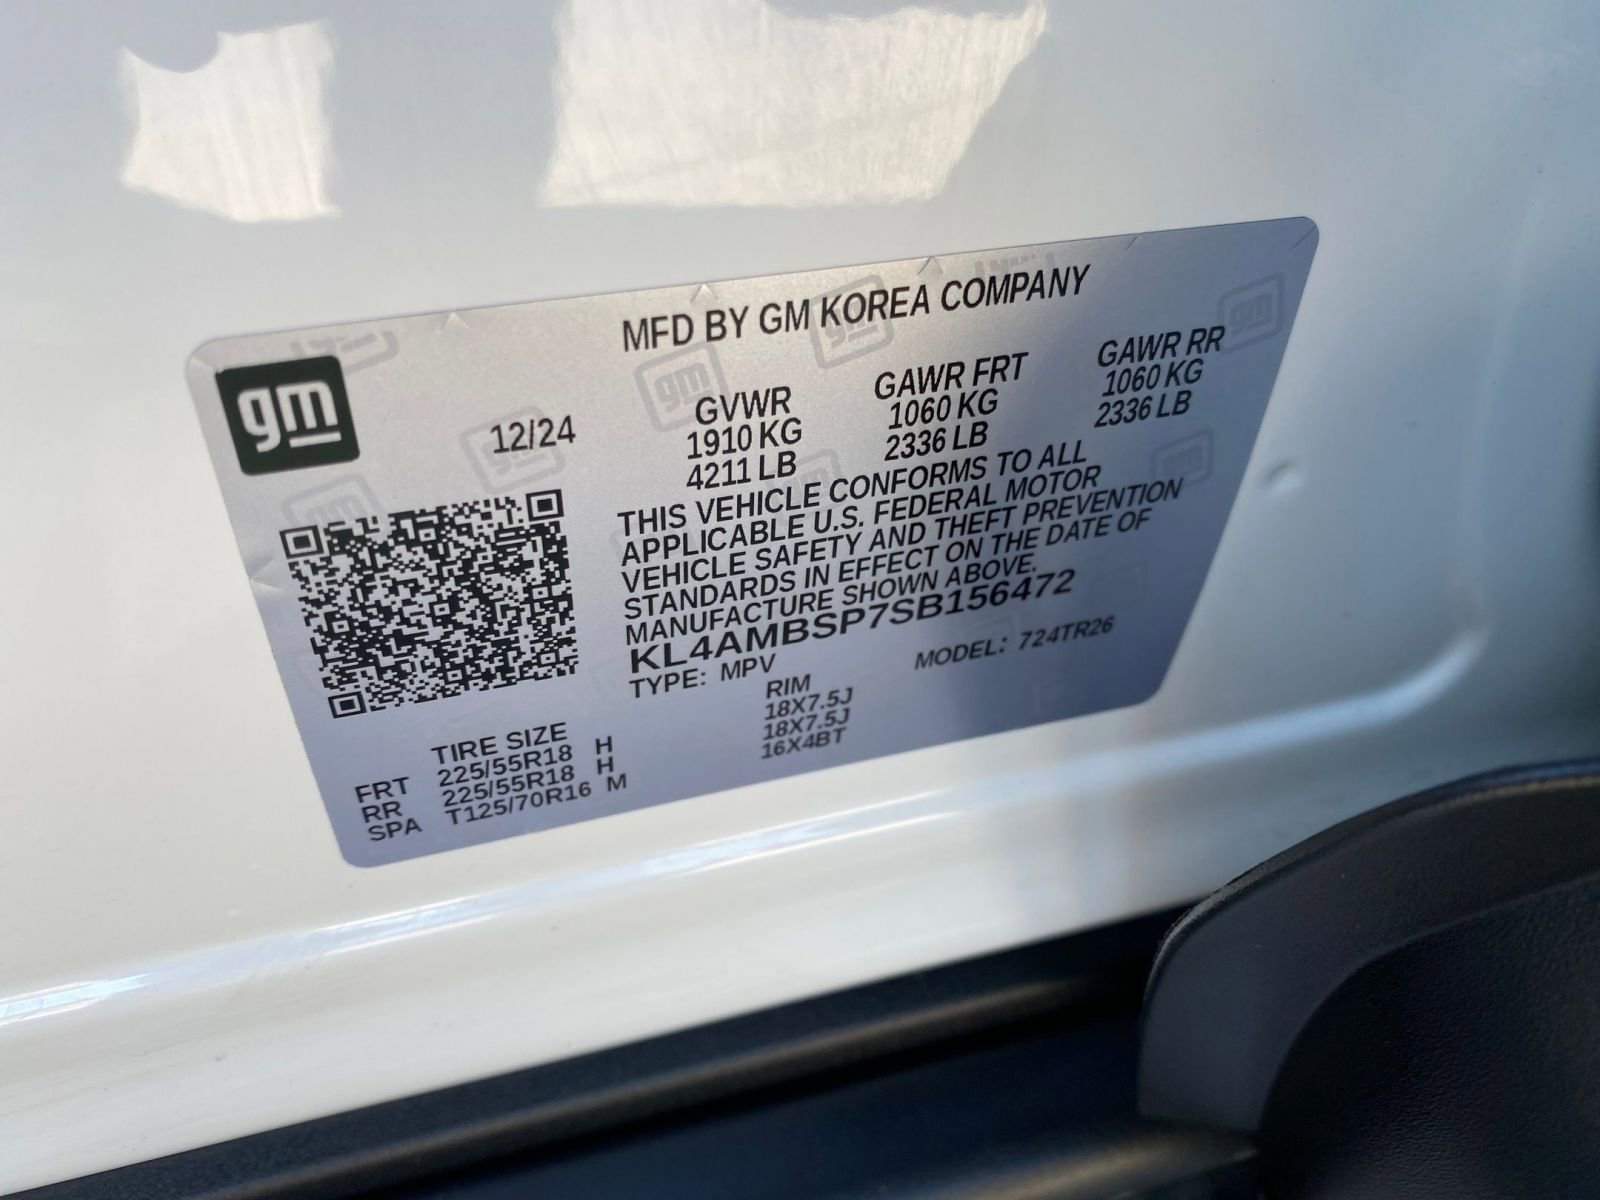 gm
MFD BY GM KOREA COMPANY
12/24
GVWR GAWR FRT GAWR RR
1910 KG 1060 KG 1060 KG
4211 LB 2336 LB 2336 LB
THIS VEHICLE CONFORMS TO ALL
APPLICABLE U.S. FEDERAL MOTOR
VEHICLE SAFETY AND THEFT PREVENTION
STANDARDS IN EFFECT ON THE DATE OF
MANUFACTURE SHOWN ABOVE.
KL4AMBSP7SB156472
TYPE: MPV MODEL: 724TR26
TIRE SIZE RIM
FRT 225/55R18 H 18X7.5J
RR 225/55R18 H 18X7.5J
SPA T125/70R16 M 16X4BT